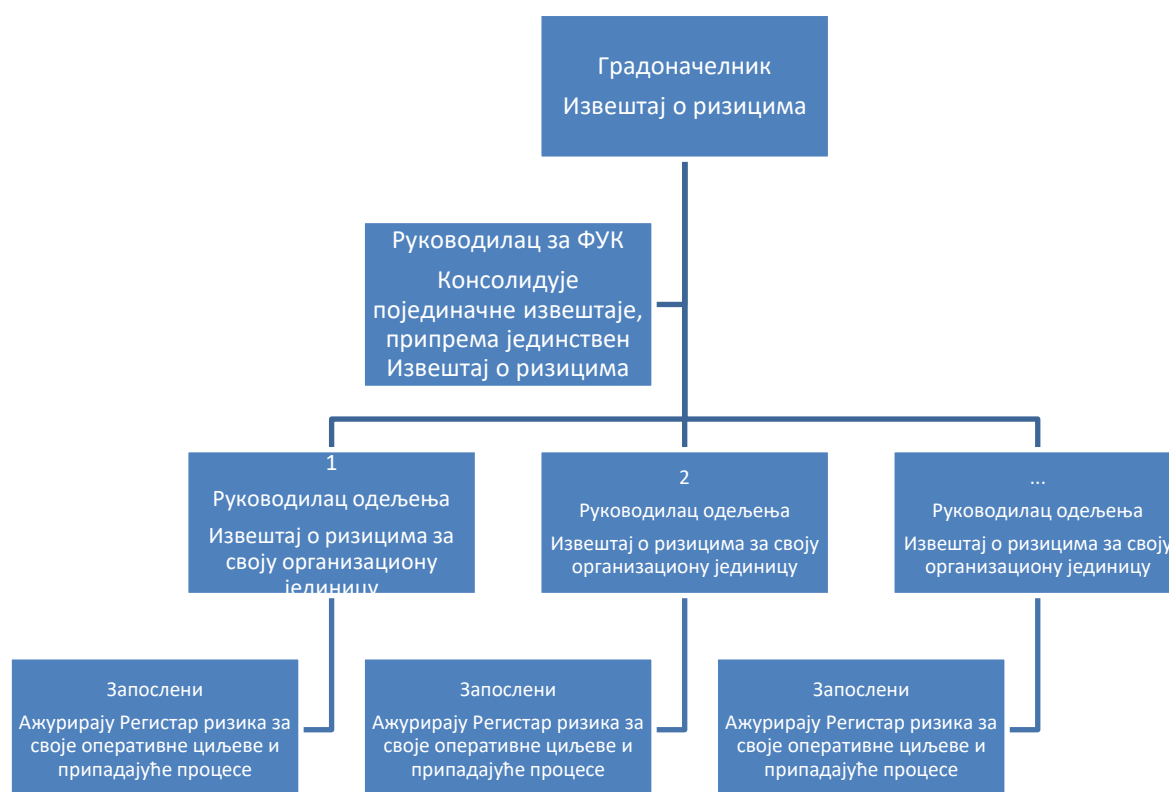 Градоначелник
Извештај о ризицима
Руководилац за ФУК
Консолидује
појединачне извештаје,
припрема јединствен
Извештај о ризицима
1
Руководилац одељења
Извештај о ризицима за
своју организациону
јединицу
2
Руководилац одељења
Извештај о ризицима за своју
организациону јединицу
...
Руководилац одељења
Извештај о ризицима за своју
организациону јединицу
Запослени
Ажурирају Регистар ризика за
своје оперативне циљеве и
припадајуће процесе
Запослени
Ажурирају Регистар ризика за
своје оперативне циљеве и
припадајуће процесе
Запослени
Ажурирају Регистар ризика за
своје оперативне циљеве и
припадајуће процесе